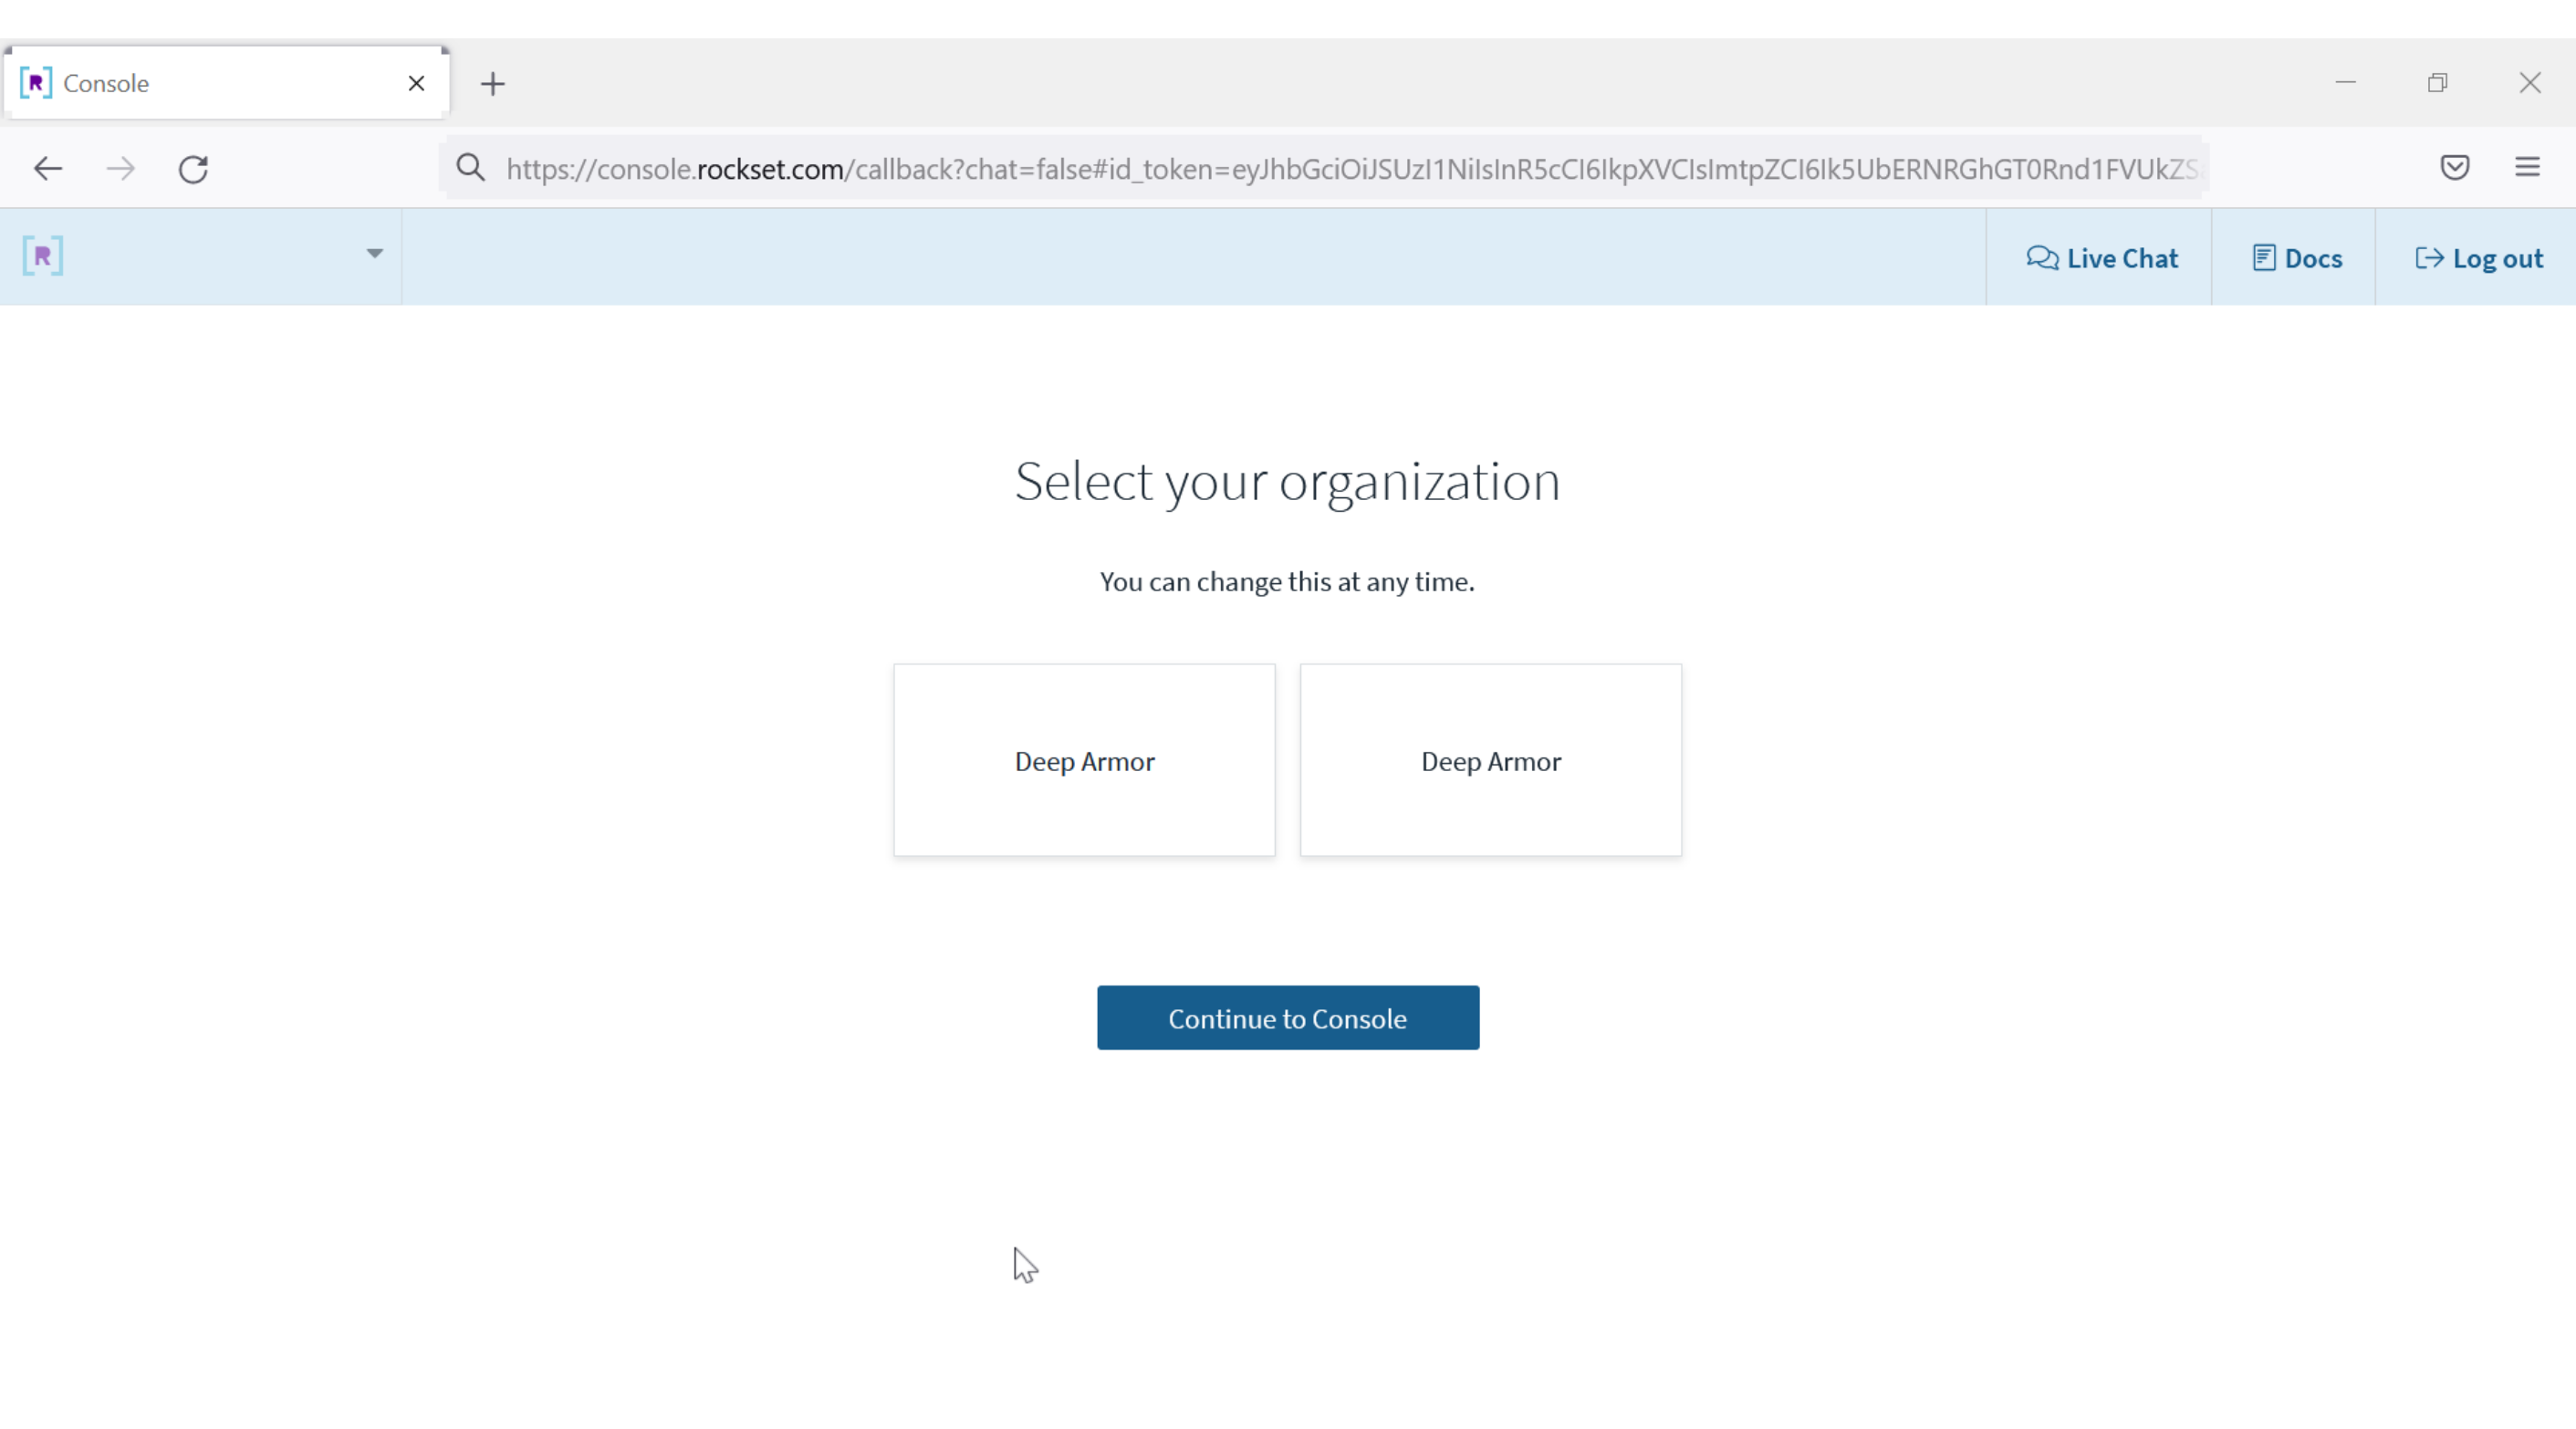 [R] Console
https://console.rockset.com/callback?chat=false#id_token=eyJhbGciOiJSUzI1NiIsInR5cCI6IkpXVCIsImtpZCI6Ik5UbERNRGhGT0Rnd1FVUkZS
[R]
Live Chat
Docs
Log out
Select your organization
You can change this at any time.
Deep Armor
Deep Armor
Continue to Console